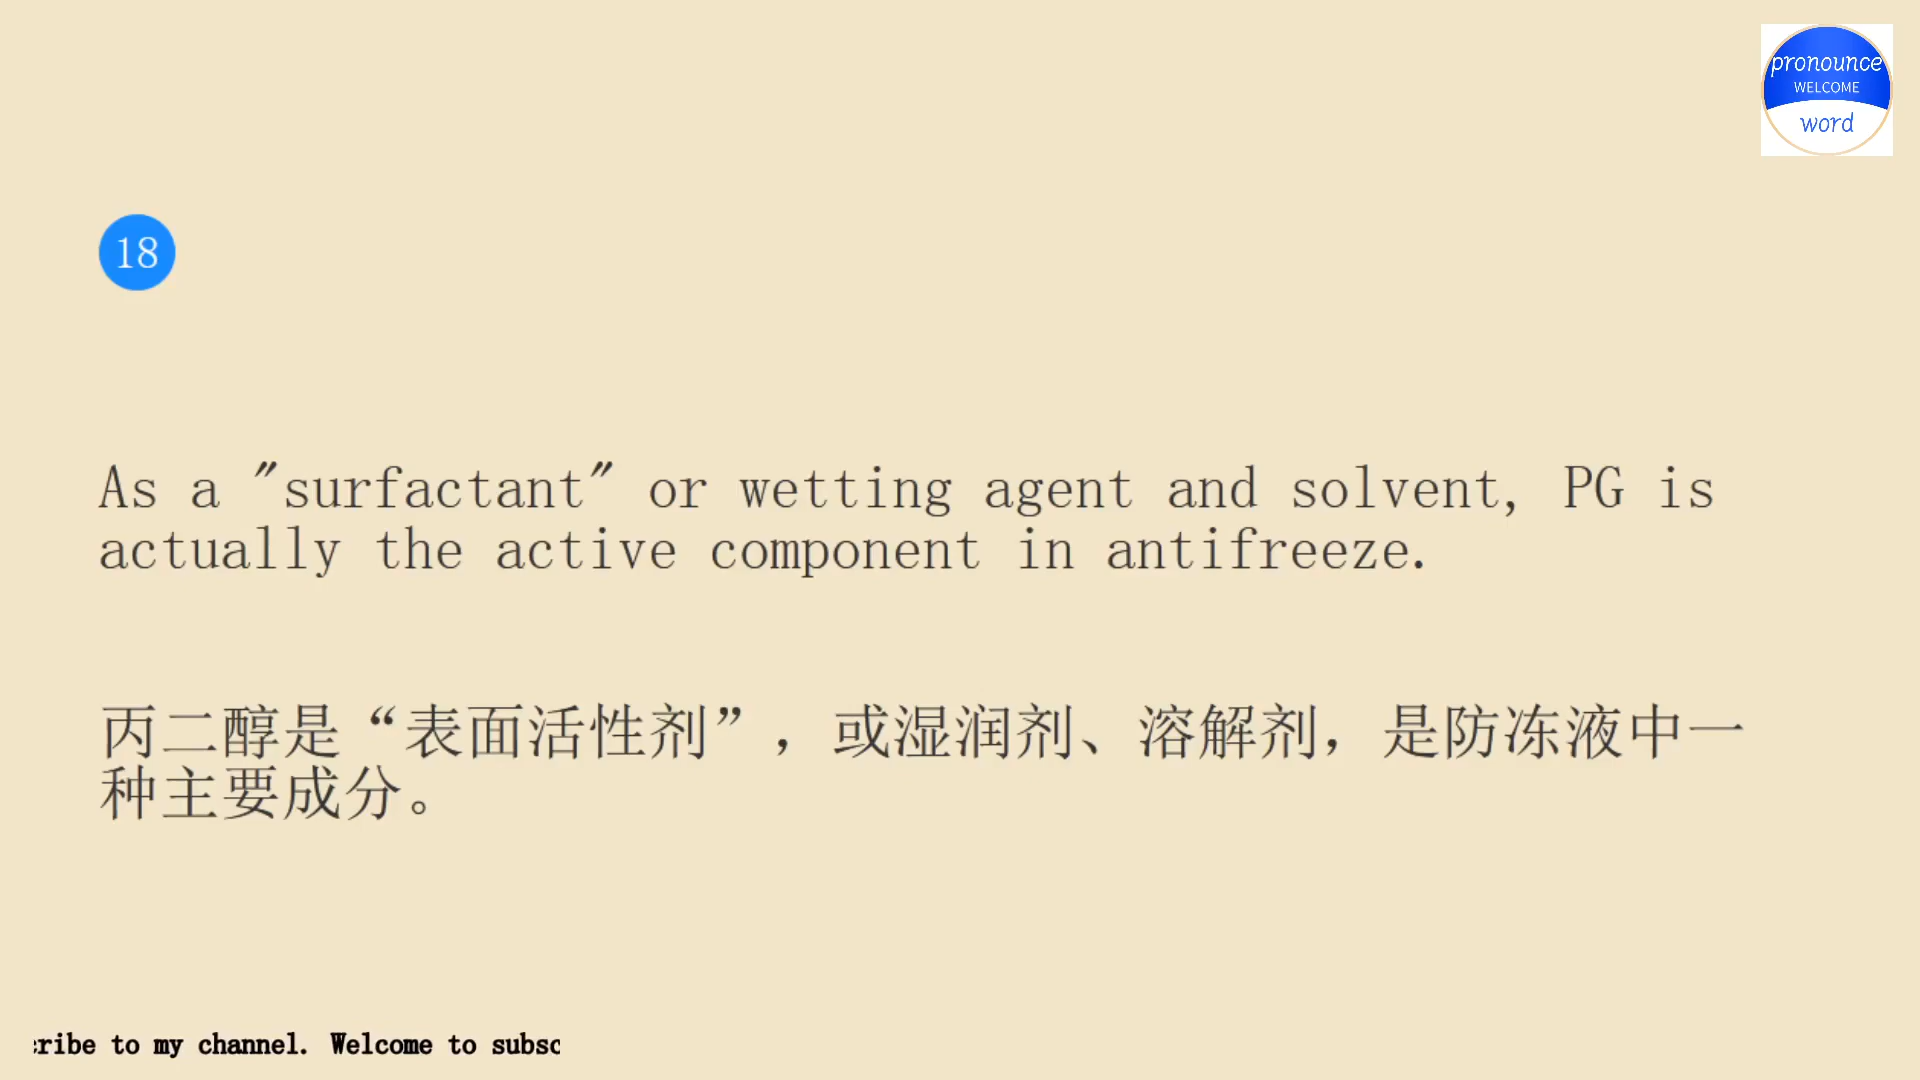 pronounce
WELCOME
word
18
As a "surfactant" or wetting agent and solvent, PG is
actually the active component in antifreeze.
丙二醇是“表面活性剂”，或湿润剂、溶解剂，是防冻液中一
种主要成分。
cribe to my channel. Welcome to subsc